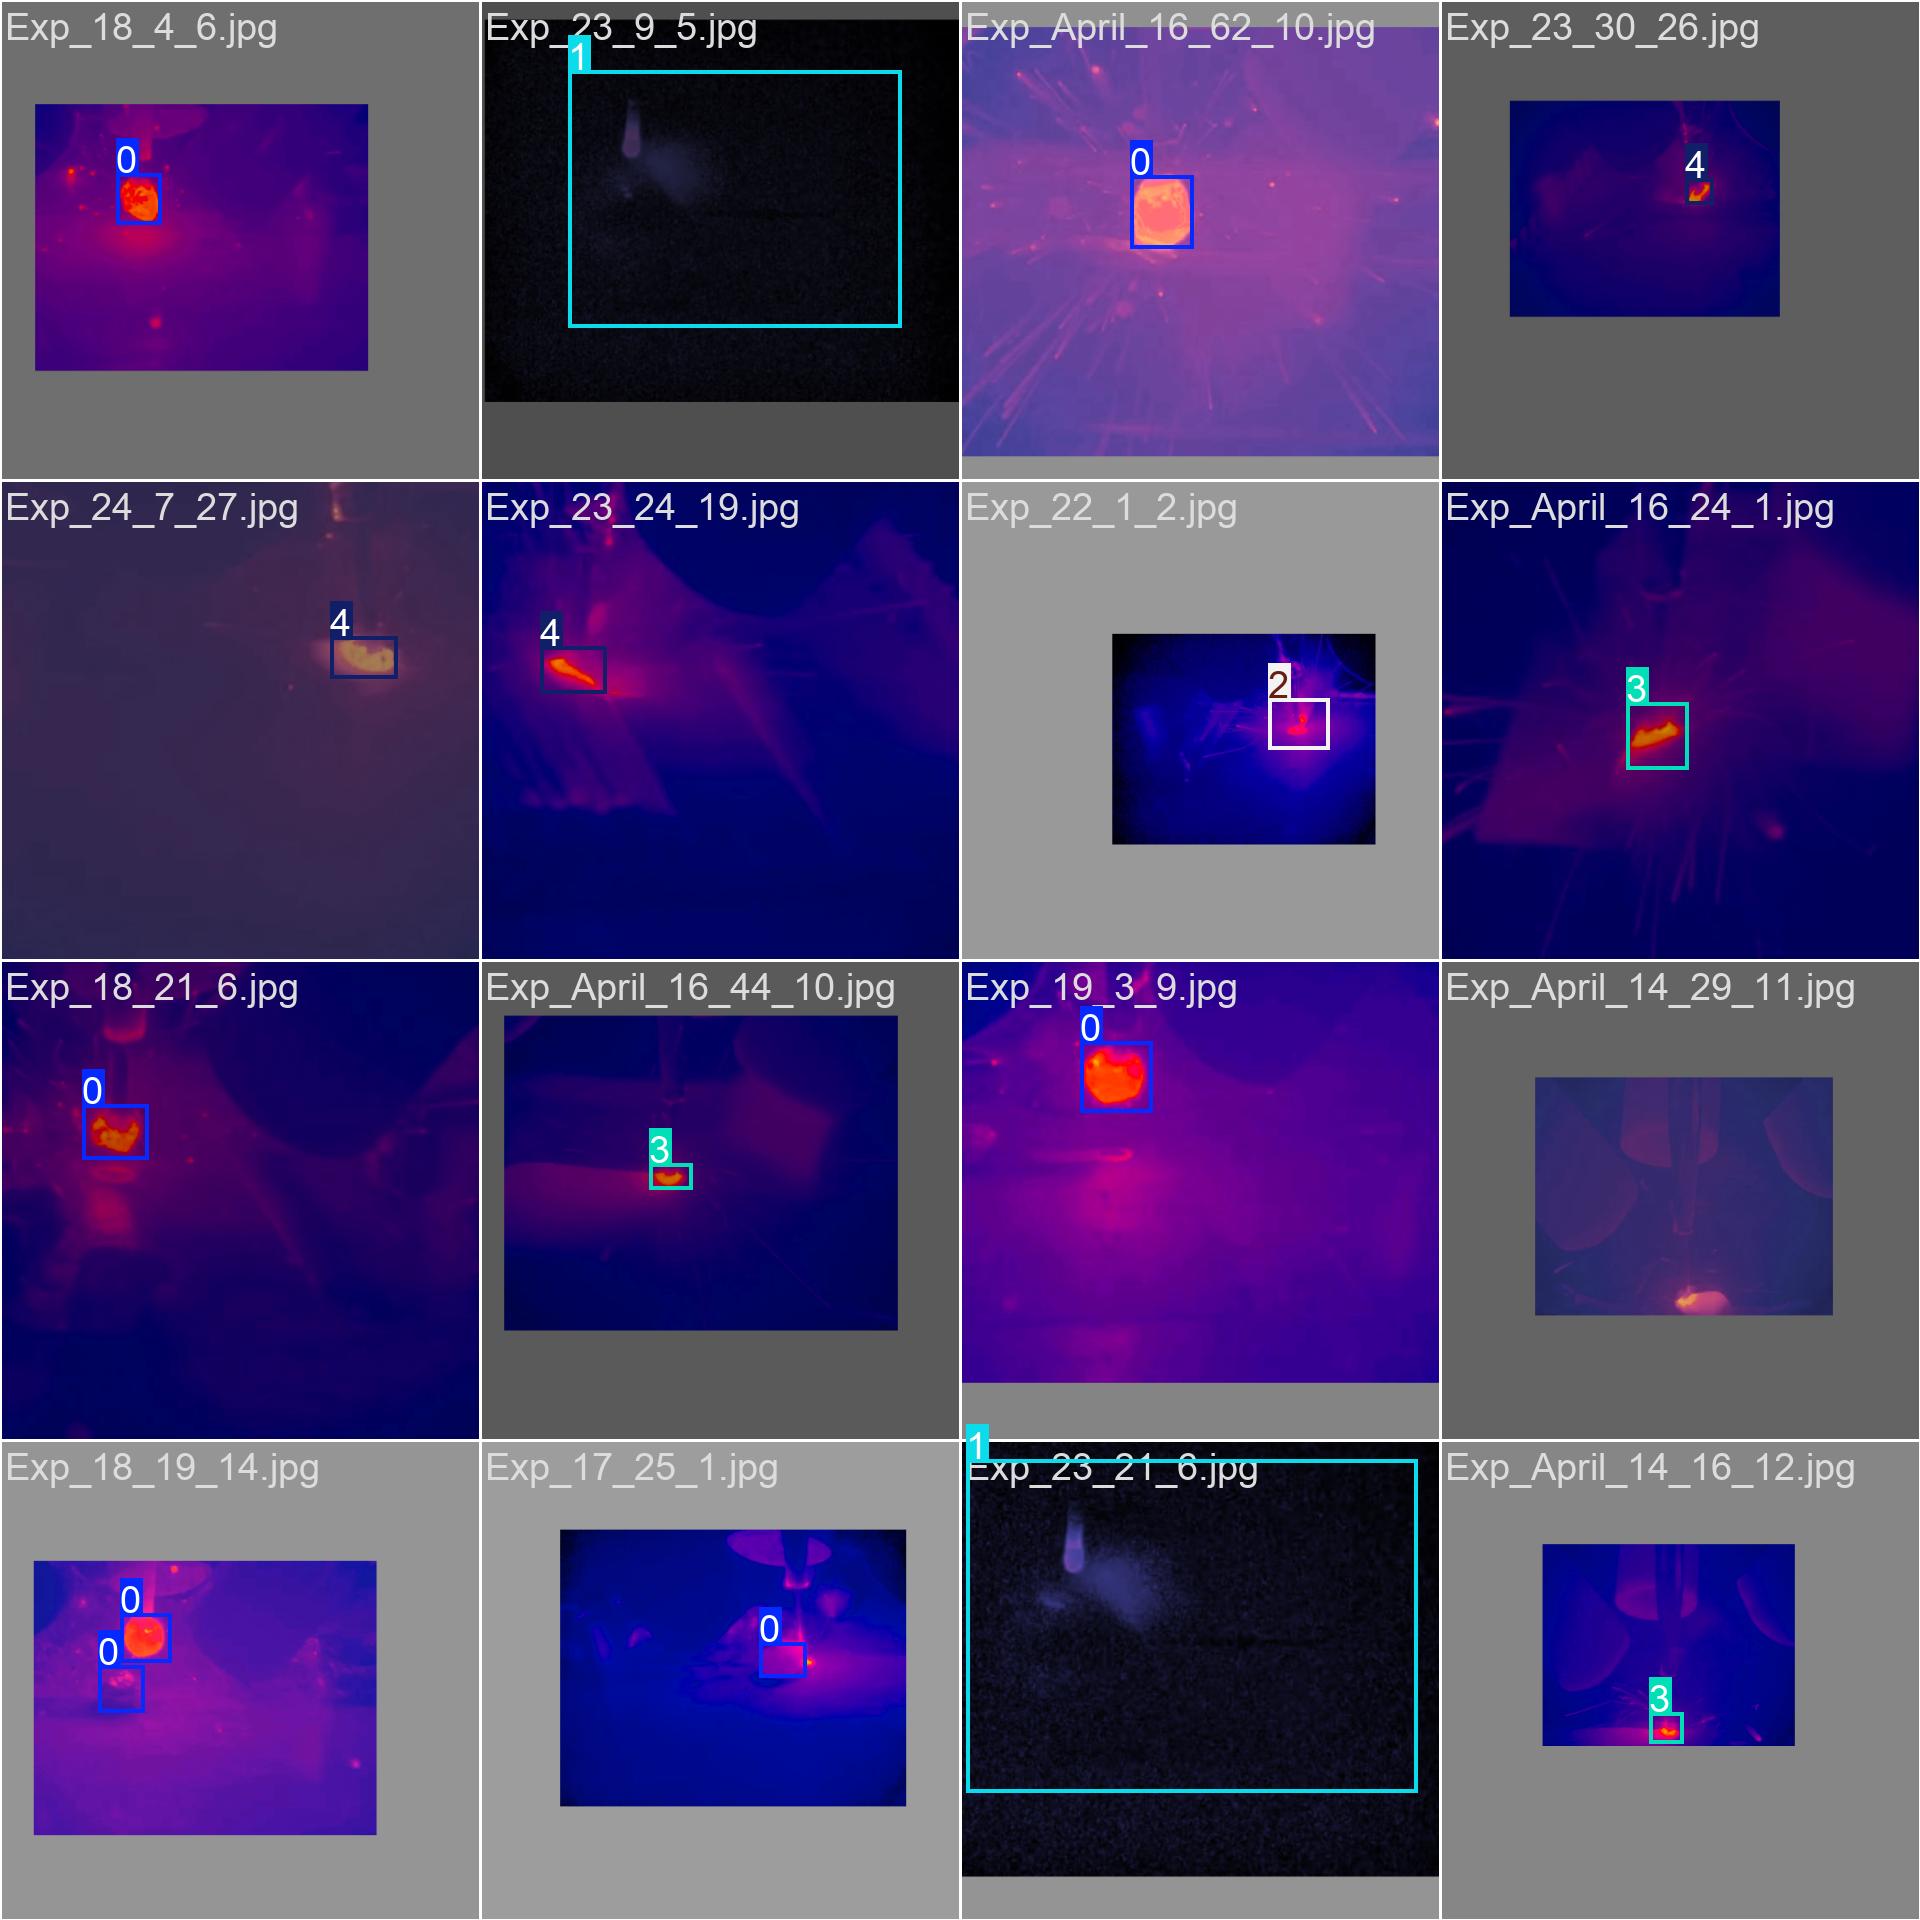 Exp_18_4_6.jpg
0
Exp_23_9_5.jpg
1
Exp_April_16_62_10.jpg
0
Exp_23_30_26.jpg
4
Exp_24_7_27.jpg
4
Exp_23_24_19.jpg
4
Exp_22_1_2.jpg
2
Exp_April_16_24_1.jpg
3
Exp_18_21_6.jpg
0
Exp_April_16_44_10.jpg
3
Exp_19_3_9.jpg
0
Exp_April_14_29_11.jpg
Exp_18_19_14.jpg
0
0
Exp_17_25_1.jpg
0
1
Exp_23_21_6.jpg
Exp_April_14_16_12.jpg
3